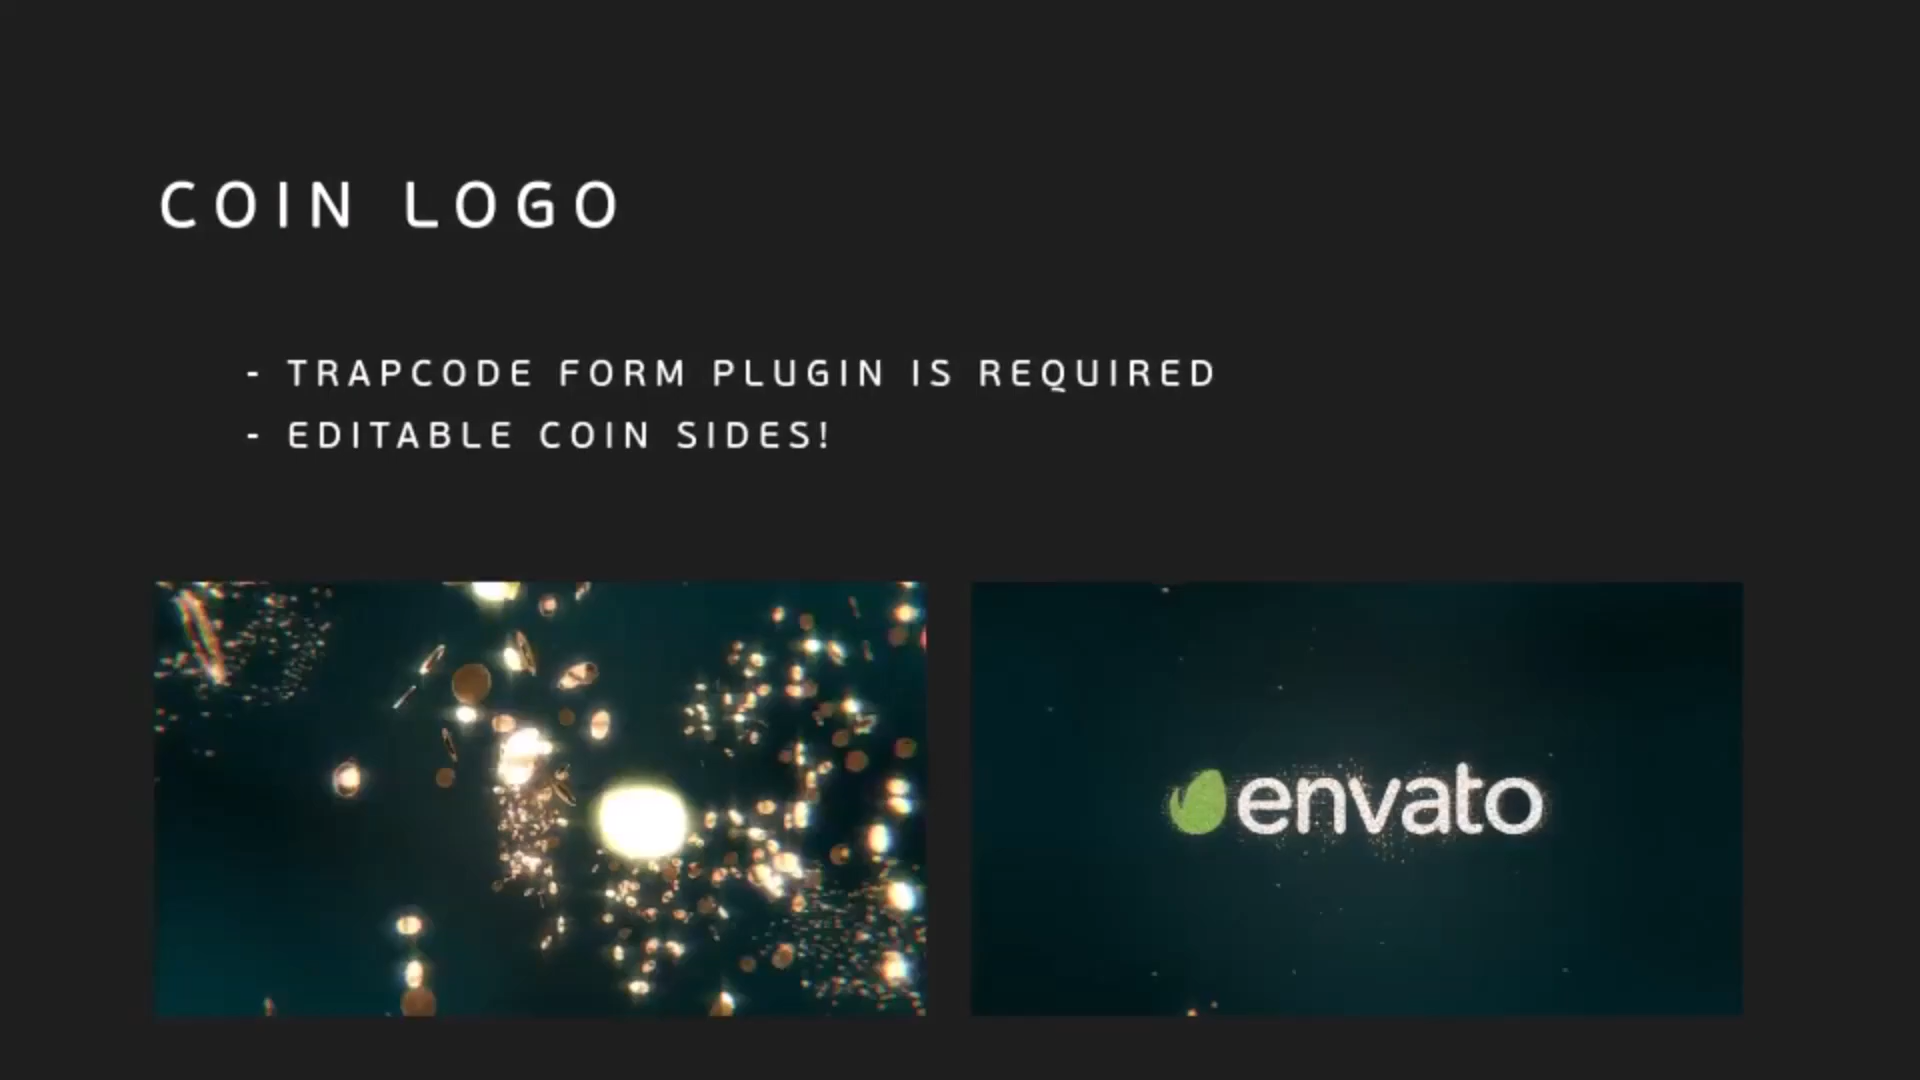 COIN LOGO
- TRAPCODE FORM PLUGIN IS REQUIRED
- EDITABLE COIN SIDES!
envato